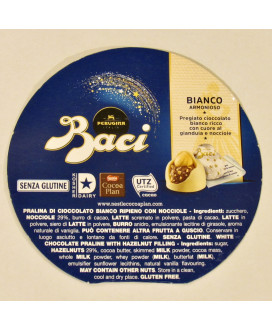 PERUGINA
ITALIA
Baci
BIANCO
ARMONIOSO
Pregiato cioccolato
bianco ricco
con cuore al
gianduia e nocciole
SENZA GLUTINE
Nestlé
Cocoa
Plan
UTZ
Certified
cocoa
www.nestlecocoaplan.com
PRALINA DI CIOCCOLATO BIANCO RIPIENO CON NOCCIOLE - Ingredienti: zucchero,
NOCCIOLE 29%, burro di cacao, LATTE scremato in polvere, pasta di cacao, LATTE in
polvere, siero di LATTE in polvere, BURRO anidro, emulsionante lecitina di girasole, aroma
naturale di vaniglia. PUÒ CONTENERE ALTRA FRUTTA A GUSCIO. Conservare in
luogo asciutto e lontano da fonti di calore. SENZA GLUTINE WHITE
CHOCOLATE PRALINE WITH HAZELNUT FILLING - Ingredients: sugar,
HAZELNUTS 29%, cocoa butter, skimmed MILK powder, cocoa mass,
whole MILK powder, whey powder (MILK), butterfat (MILK),
emulsifier sunflower lecithins, natural vanilla flavouring.
MAY CONTAIN OTHER NUTS. Store in a clean,
cool and dry place. GLUTEN FREE.